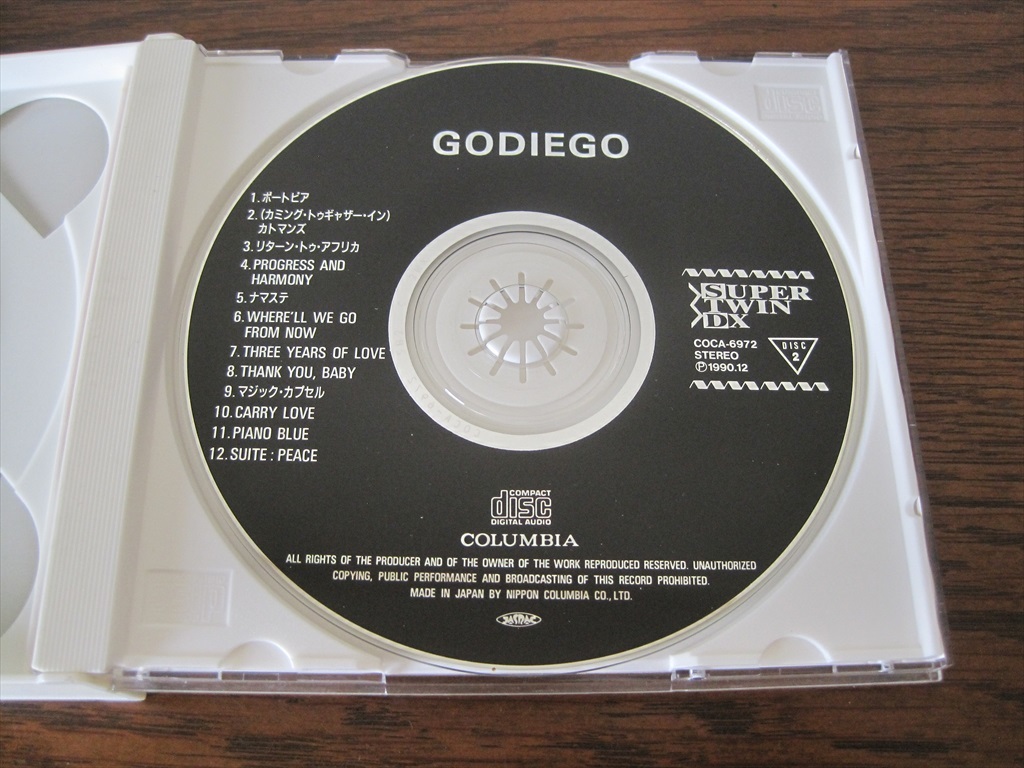 GODIEGO
1.ポートピア
2.(カミング・トゥギャザー・イン)
カトマンズ
3.リターン・トゥ・アフリカ
4.PROGRESS AND
HARMONY
5.ナマステ
6.WHERE'LL WE GO
FROM NOW
7.THREE YEARS OF LOVE
8.THANK YOU, BABY
9.マジック・カプセル
10.CARRY LOVE
11.PIANO BLUE
12.SUITE : PEACE
SUPER
TWIN
DX
COCA-6972
STEREO
Ⓟ1990.12
DISC
2
COMPACT
disc
DIGITAL AUDIO
COLUMBIA
ALL RIGHTS OF THE PRODUCER AND OF THE OWNER OF THE WORK REPRODUCED RESERVED. UNAUTHORIZED
COPYING, PUBLIC PERFORMANCE AND BROADCASTING OF THIS RECORD PROHIBITED.
MADE IN JAPAN BY NIPPON COLUMBIA CO., LTD.
JASRAC